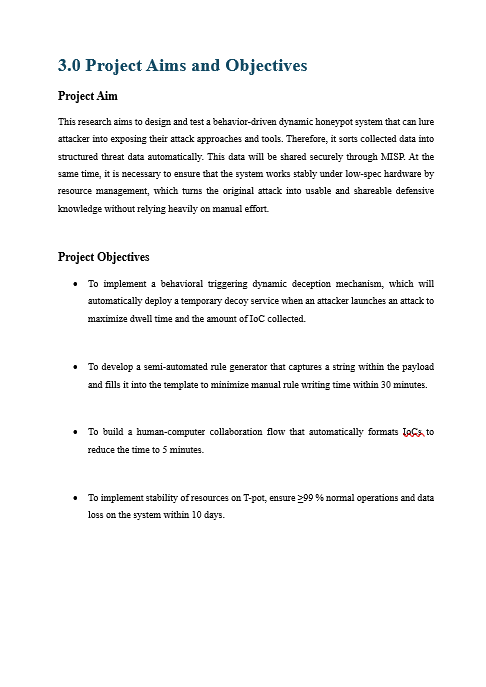 3.0 Project Aims and Objectives
Project Aim
This research aims to design and test a behavior-driven dynamic honeypot system that can lure
attacker into exposing their attack approaches and tools. Therefore, it sorts collected data into
structured threat data automatically. This data will be shared securely through MISP. At the
same time, it is necessary to ensure that the system works stably under low-spec hardware by
resource management, which turns the original attack into usable and shareable defensive
knowledge without relying heavily on manual effort.
Project Objectives
• To implement a behavioral triggering dynamic deception mechanism, which will
automatically deploy a temporary decoy service when an attacker launches an attack to
maximize dwell time and the amount of IoC collected.
• To develop a semi-automated rule generator that captures a string within the payload
and fills it into the template to minimize manual rule writing time within 30 minutes.
• To build a human-computer collaboration flow that automatically formats IoCs to
reduce the time to 5 minutes.
• To implement stability of resources on T-pot, ensure ≥99 % normal operations and data
loss on the system within 10 days.